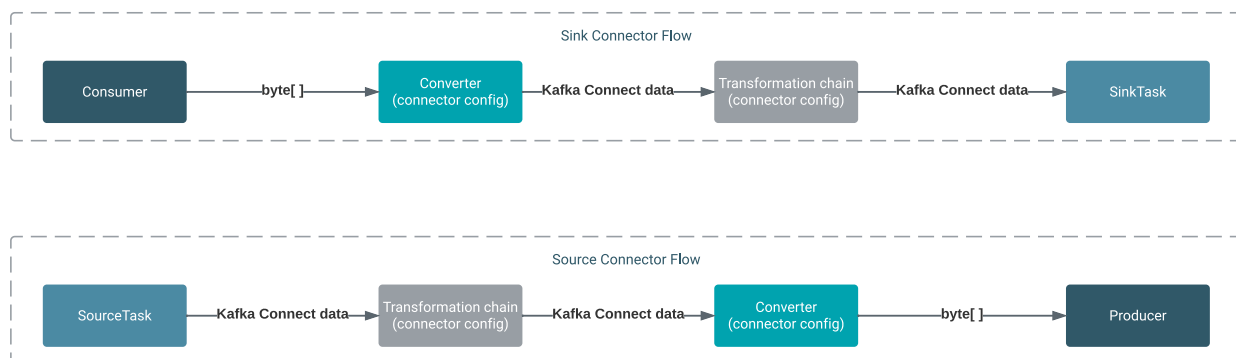 Sink Connector Flow
Consumer
byte[ ]
Converter
(connector config)
Kafka Connect data
Transformation chain
(connector config)
Kafka Connect data
SinkTask
Source Connector Flow
SourceTask
Kafka Connect data
Transformation chain
(connector config)
Kafka Connect data
Converter
(connector config)
byte[ ]
Producer